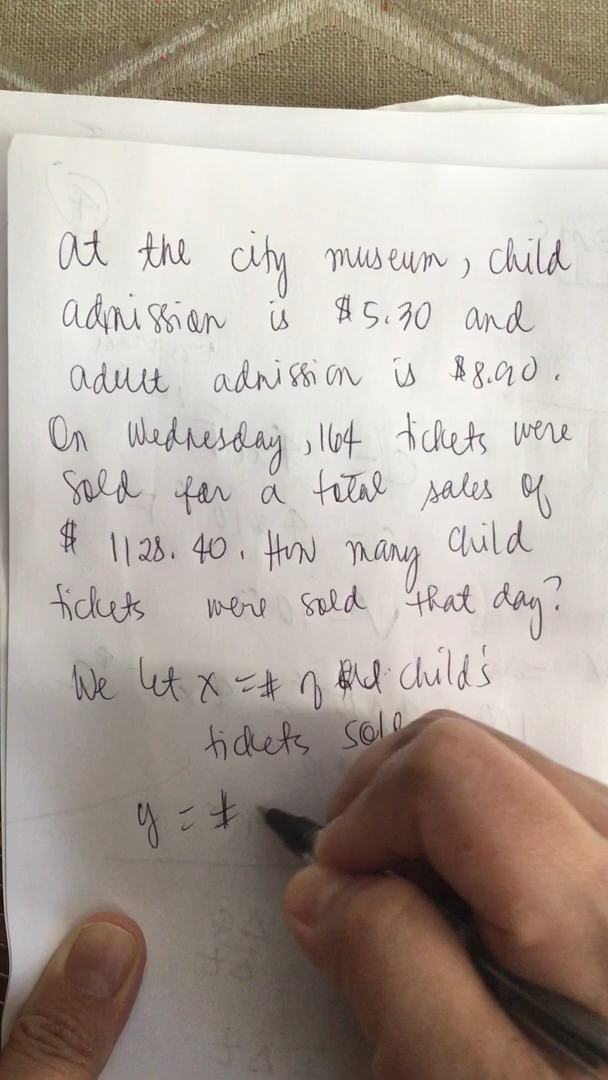 at the city museum, child
admission is $5.30 and
adult admission is $8.90.
On Wednesday, 164 tickets were
sold for a total sales of
$ 1128.40. How many child
tickets were sold that day?
We let x = # of child's
tickets sold
y = #